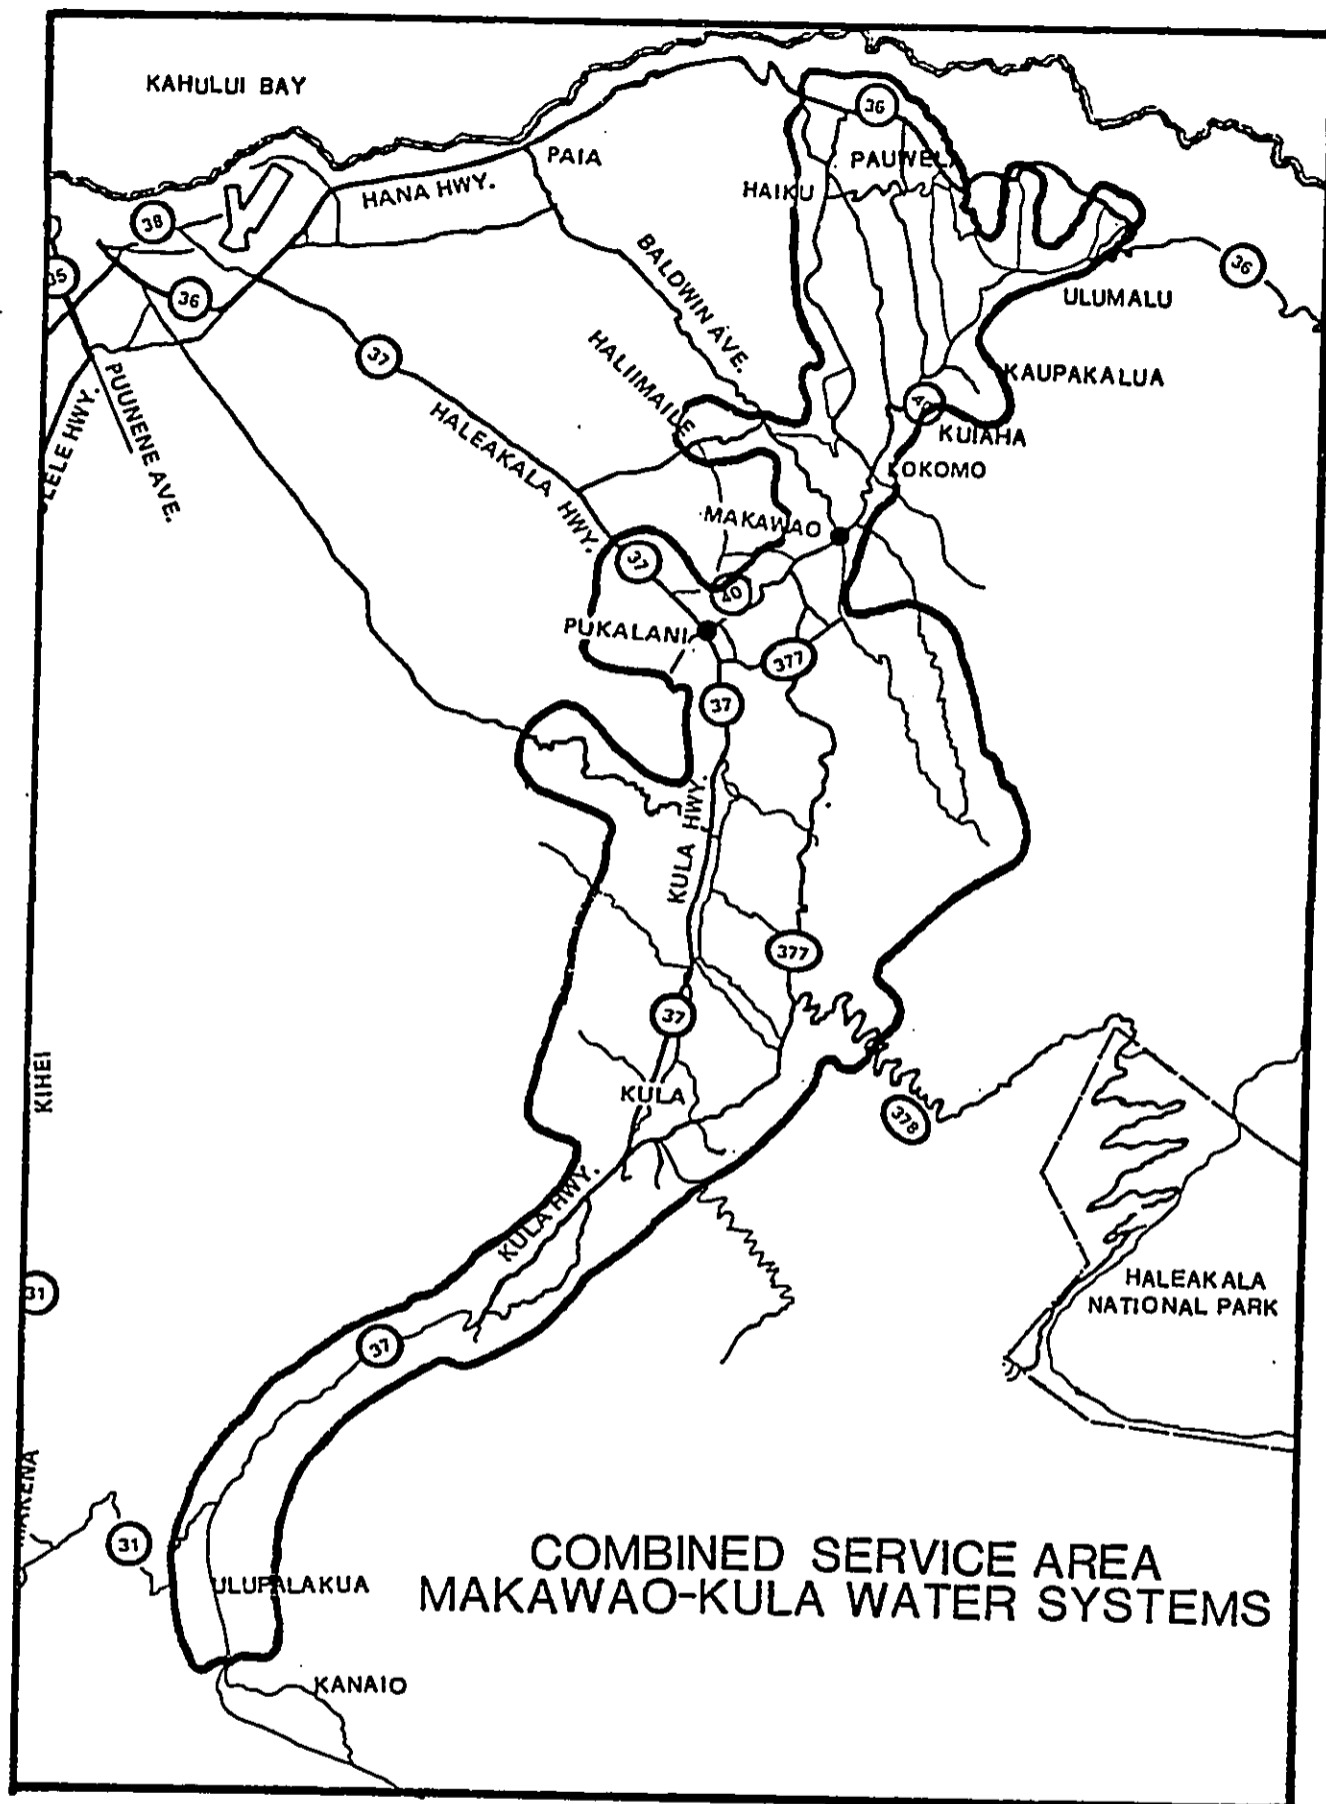 KAHULUI BAY
36
PAIA
PAUWELA
HAIKU
HANA HWY.
38
36
35
36
ULUMALU
BALDWIN AVE.
37
HALIIMAILE
KAUPAKALUA
40
PUUNENE AVE.
HALEAKALA HWY.
KUIAHA
KOKOMO
MAKAWAO
37
40
PUKALANI
377
37
KULA HWY.
377
37
KIHEI
KULA
378
KULA HWY.
31
HALEAKALA
NATIONAL PARK
37
MAKENA
31
COMBINED SERVICE AREA
MAKAWAO-KULA WATER SYSTEMS
ULUPALAKUA
KANAIO